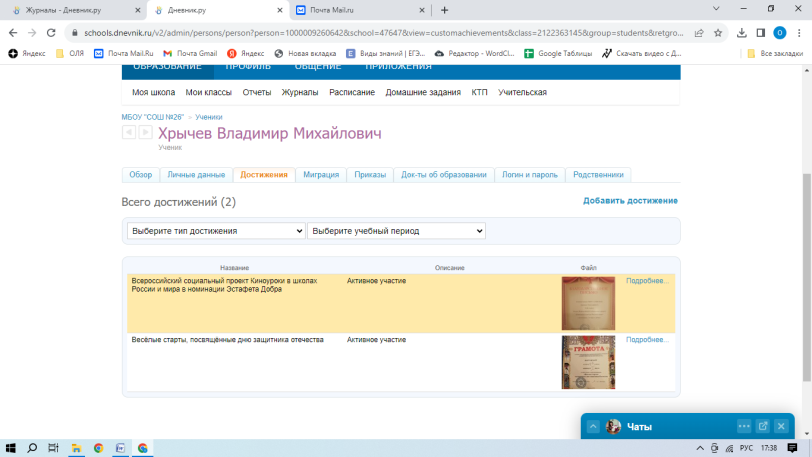 Журналы - Дневник.ру
Дневник.ру
Почта Mail.ru
schools.dnevnik.ru/v2/admin/persons/person?person=1000009260642&school=47647&view=customachievements&class=2122363145&group=students&retgro...
Яндекс
ОЛЯ
Почта Mail.Ru
Почта Gmail
Яндекс
Новая вкладка
Виды знаний | ЕГЭ...
Редактор - WordCl...
Google Таблицы
Скачать видео с Д...
Все закладки
ОБРАЗОВАНИЕ ПРОФИЛЬ ОБЩЕНИЕ ПРИЛОЖЕНИЯ
Моя школа Мои классы Отчеты Журналы Расписание Домашние задания КТП Учительская
МБОУ "СОШ №26" » Ученики
Хрычев Владимир Михайлович
Ученик
Обзор Личные данные Достижения Миграция Приказы Док-ты об образовании Логин и пароль Родственники
Всего достижений (2)
Добавить достижение
Выберите тип достижения Выберите учебный период
Название Описание Файл
Всероссийский социальный проект Киноуроки в школах
России и мира в номинации Эстафета Добра
Активное участие
Подробнее...
Весёлые старты, посвящённые дню защитника отечества
Активное участие
ГРАМОТА
Подробнее...
Чаты
РУС 17:38